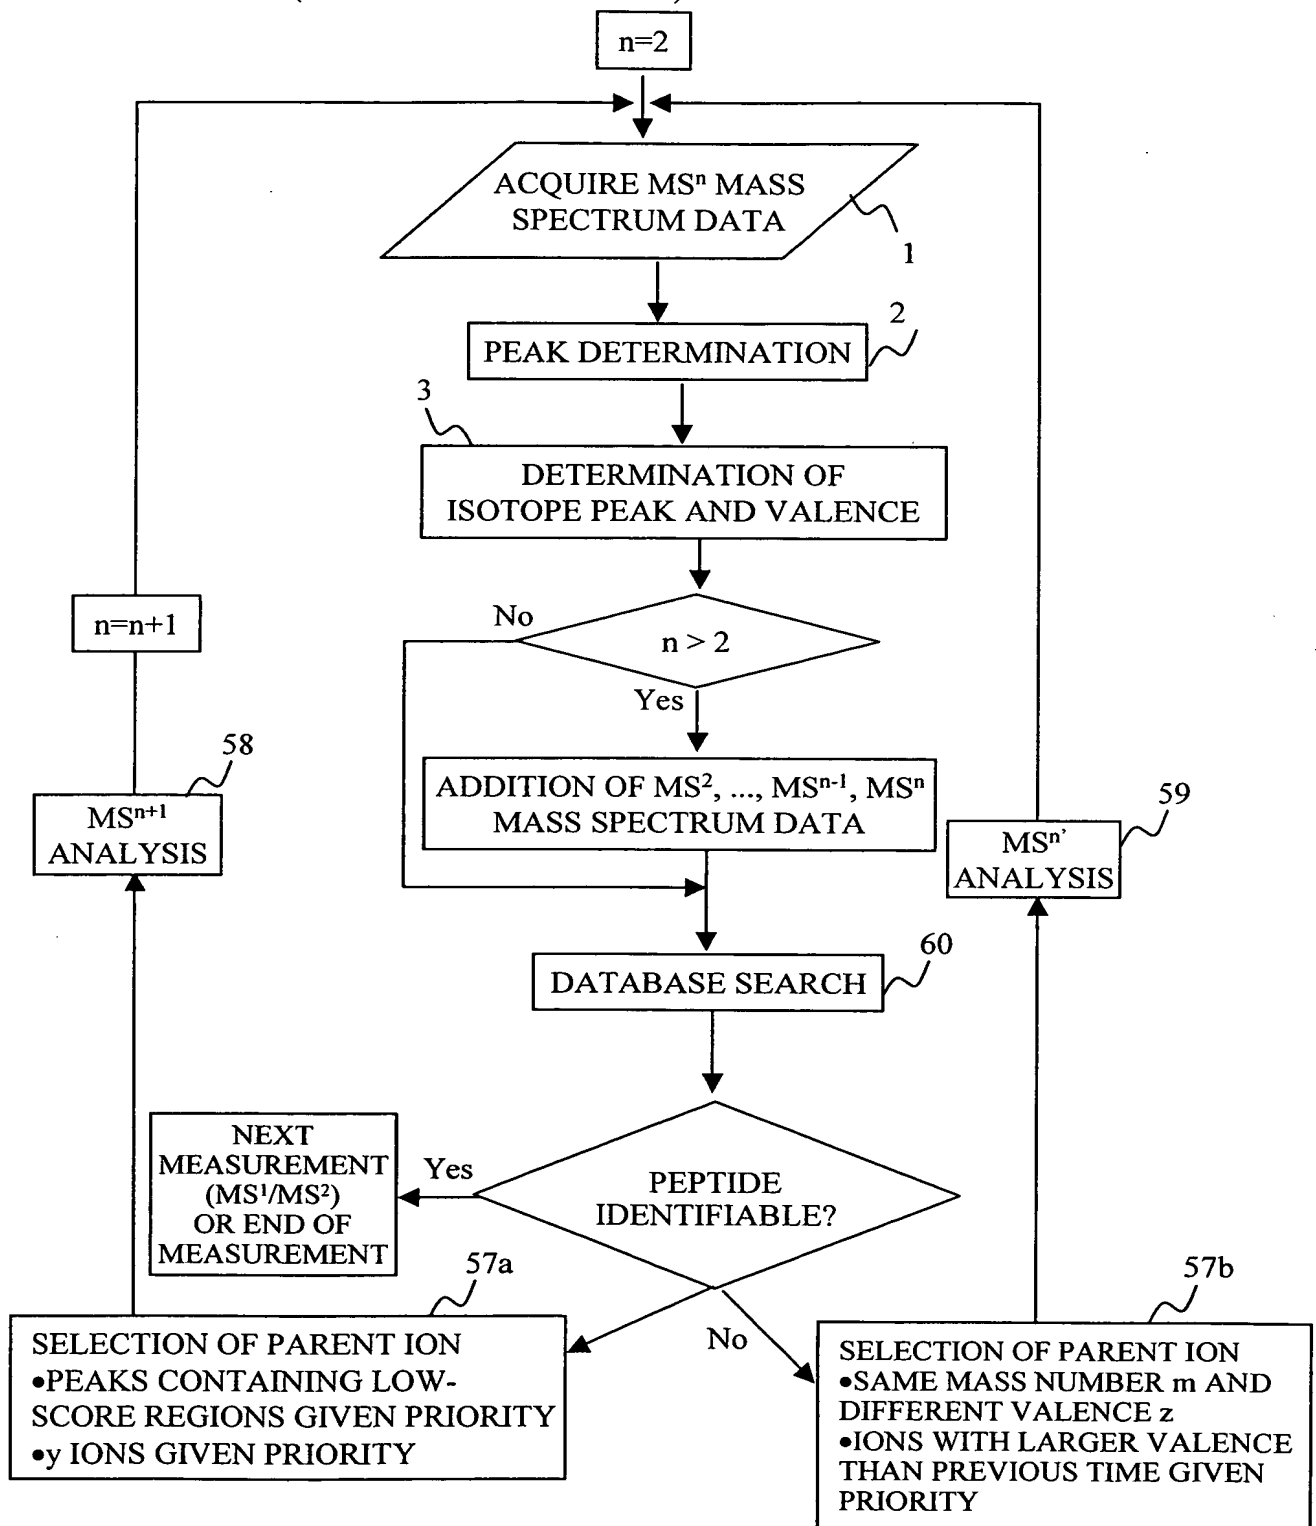 n=2
ACQUIRE MSⁿ MASS
SPECTRUM DATA
1
2
PEAK DETERMINATION
3
DETERMINATION OF
ISOTOPE PEAK AND VALENCE
No
n > 2
n=n+1
Yes
58
ADDITION OF MS², ..., MSⁿ⁻¹, MSⁿ
MASS SPECTRUM DATA
59
MSⁿ⁺¹
ANALYSIS
MSⁿ'
ANALYSIS
60
DATABASE SEARCH
NEXT
MEASUREMENT
(MS¹/MS²)
OR END OF
MEASUREMENT
Yes
PEPTIDE
IDENTIFIABLE?
57a
57b
No
SELECTION OF PARENT ION
•PEAKS CONTAINING LOW-
SCORE REGIONS GIVEN PRIORITY
•y IONS GIVEN PRIORITY
SELECTION OF PARENT ION
•SAME MASS NUMBER m AND
DIFFERENT VALENCE z
•IONS WITH LARGER VALENCE
THAN PREVIOUS TIME GIVEN
PRIORITY